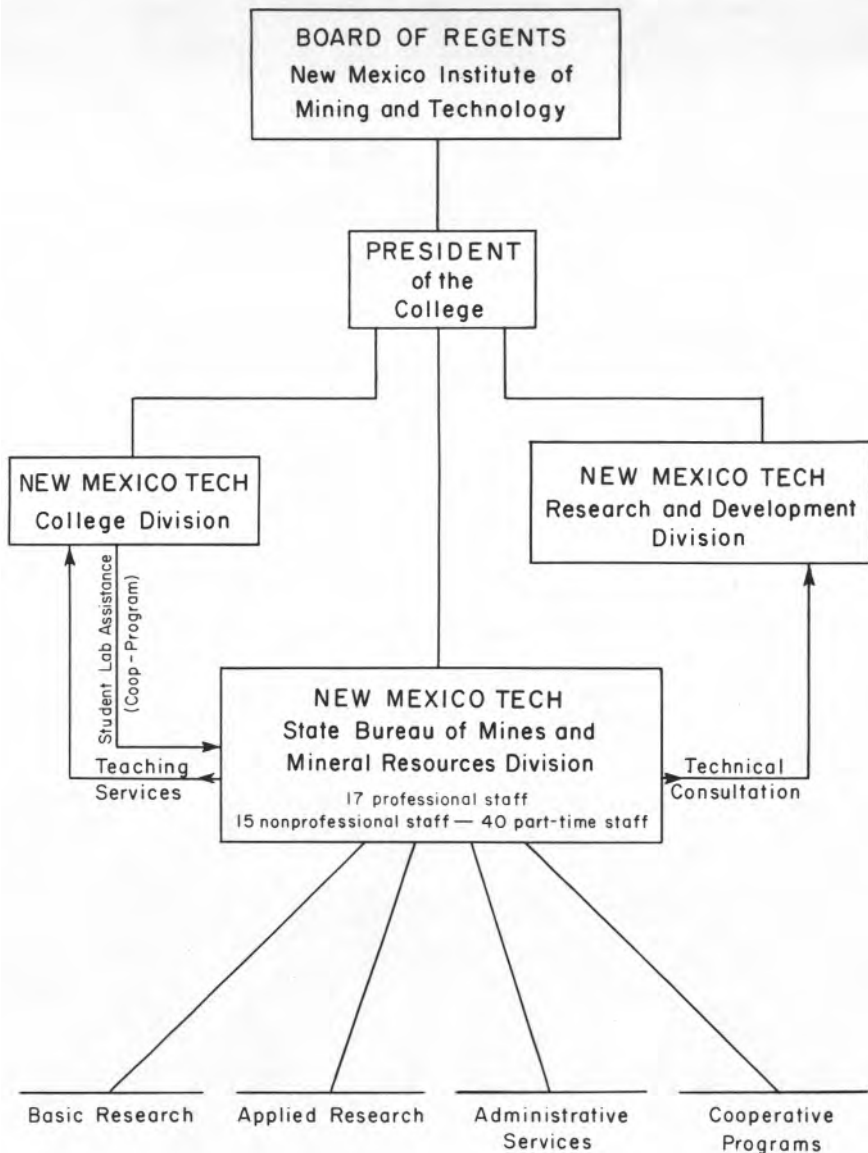 BOARD OF REGENTS
New Mexico Institute of
Mining and Technology
PRESIDENT
of the
College
NEW MEXICO TECH
College Division
NEW MEXICO TECH
Research and Development
Division
Student Lab Assistance
(Coop-Program)
NEW MEXICO TECH
State Bureau of Mines and
Mineral Resources Division
17 professional staff
15 nonprofessional staff — 40 part-time staff
Teaching
Services
Technical
Consultation
Basic Research
Applied Research
Administrative
Services
Cooperative
Programs